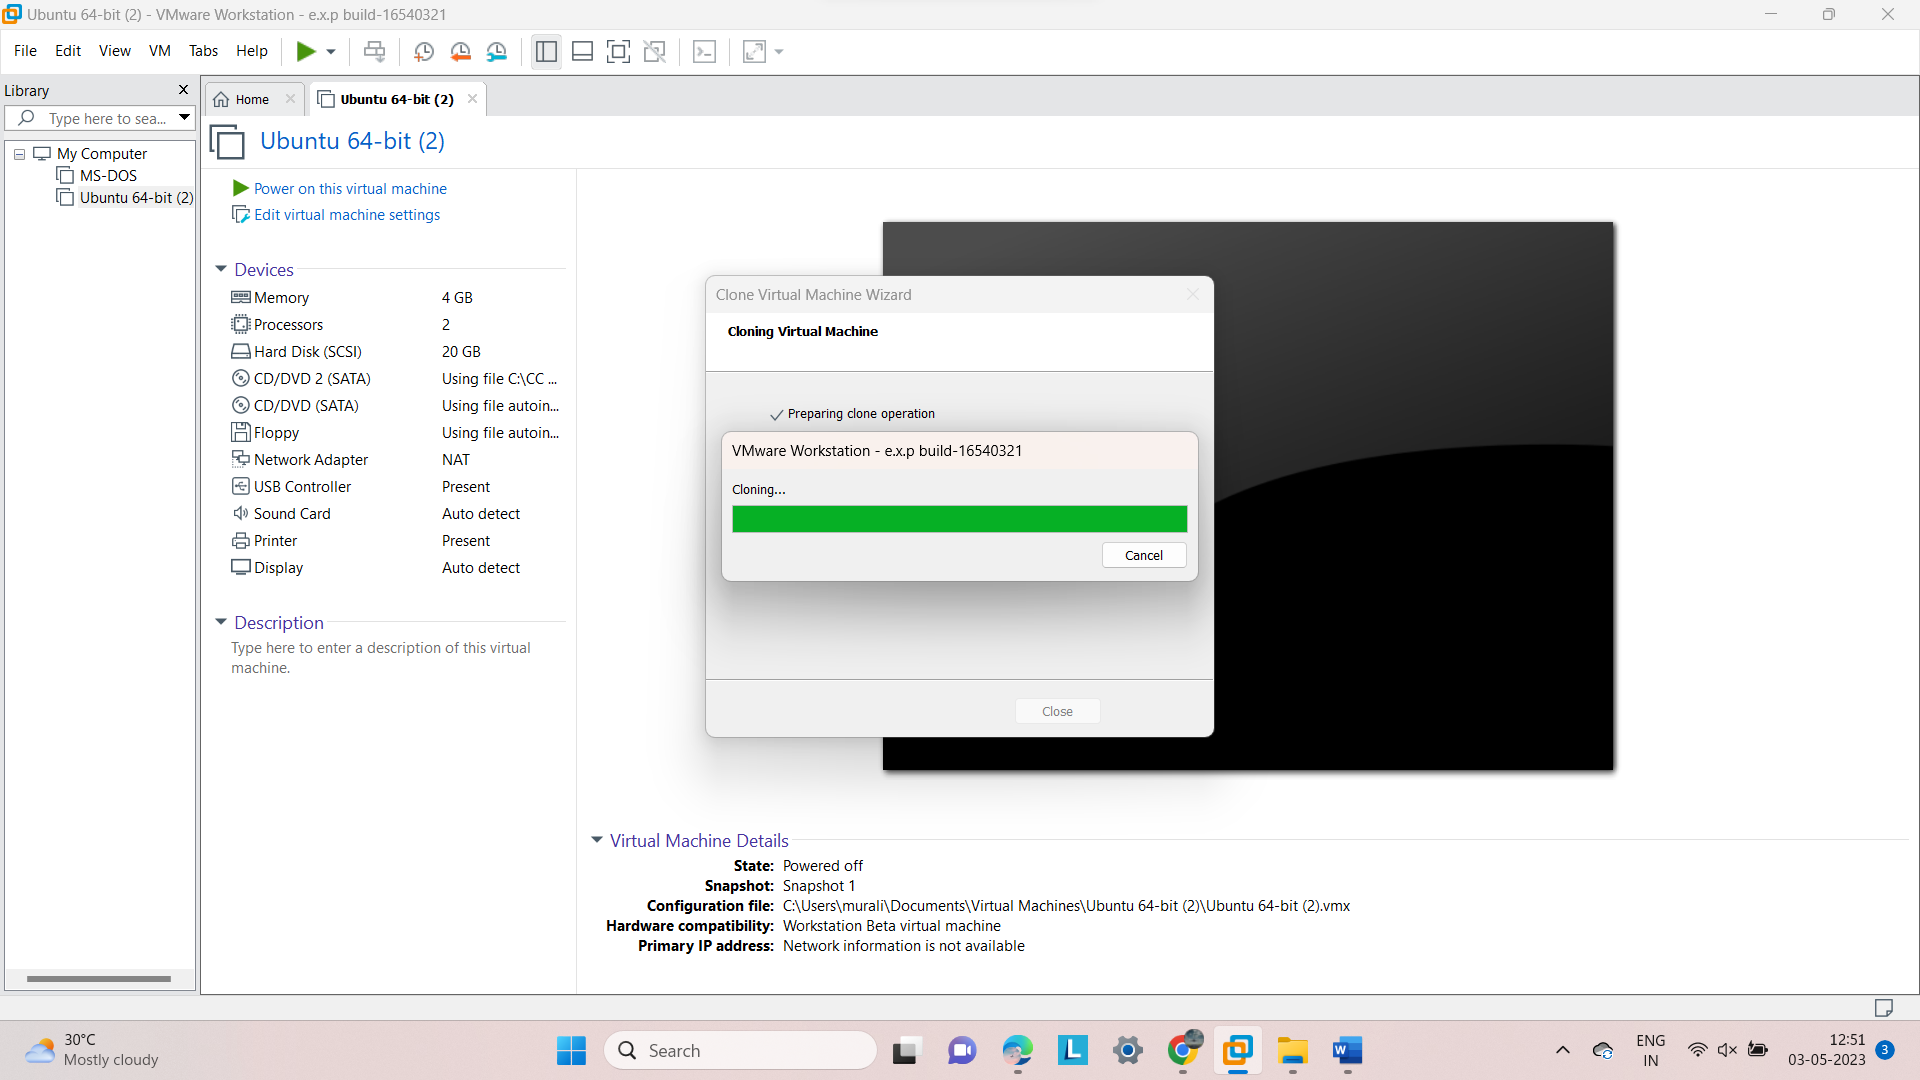 Ubuntu 64-bit (2) - VMware Workstation - e.x.p build-16540321
File Edit View VM Tabs Help
Library
Type here to sea...
My Computer
MS-DOS
Ubuntu 64-bit (2)
Home
Ubuntu 64-bit (2)
Ubuntu 64-bit (2)
Power on this virtual machine
Edit virtual machine settings
Devices
Memory 4 GB
Processors 2
Hard Disk (SCSI) 20 GB
CD/DVD 2 (SATA) Using file C:\CC ...
CD/DVD (SATA) Using file autoin...
Floppy Using file autoin...
Network Adapter NAT
USB Controller Present
Sound Card Auto detect
Printer Present
Display Auto detect
Description
Type here to enter a description of this virtual
machine.
Clone Virtual Machine Wizard
Cloning Virtual Machine
Preparing clone operation
VMware Workstation - e.x.p build-16540321
Cloning...
Cancel
Close
Virtual Machine Details
State: Powered off
Snapshot: Snapshot 1
Configuration file: C:\Users\murali\Documents\Virtual Machines\Ubuntu 64-bit (2)\Ubuntu 64-bit (2).vmx
Hardware compatibility: Workstation Beta virtual machine
Primary IP address: Network information is not available
30°C
Mostly cloudy
Search
L
W
ENG
IN
12:51
03-05-2023
3